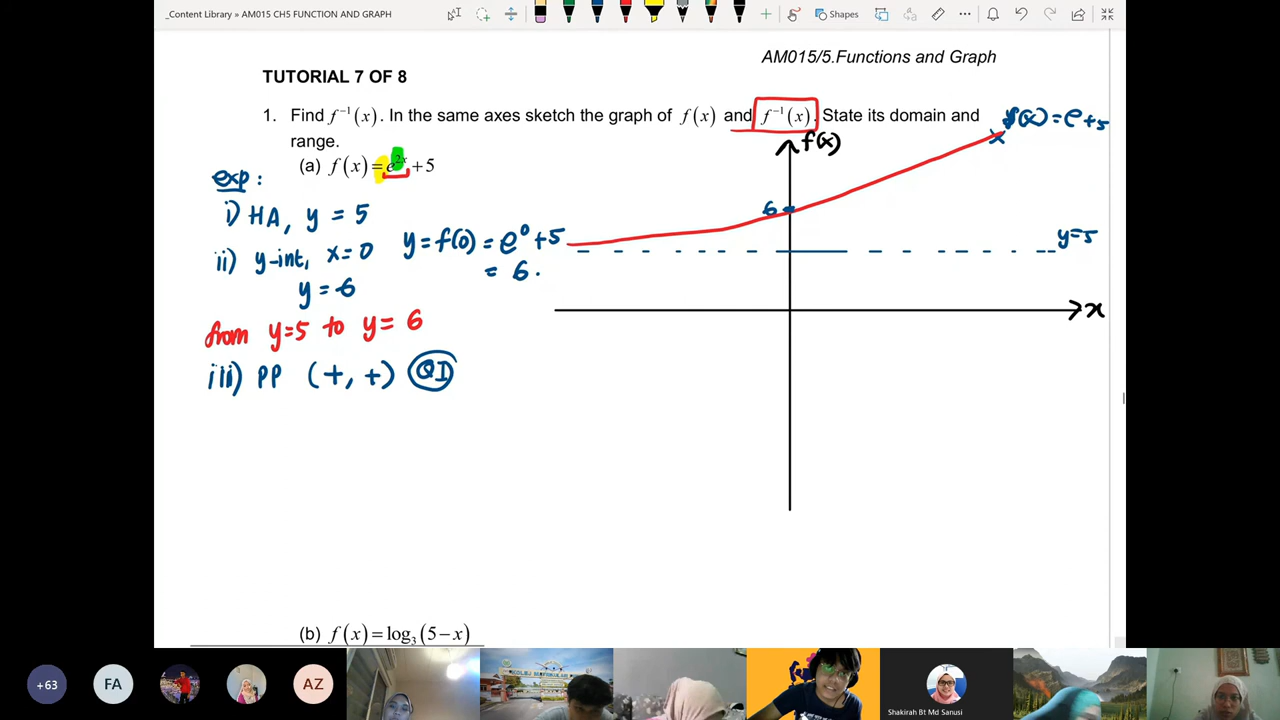 _Content Library » AM015 CH5 FUNCTION AND GRAPH
Shapes
AM015/5.Functions and Graph
TUTORIAL 7 OF 8
1. Find f⁻¹(x). In the same axes sketch the graph of f(x) and f⁻¹(x). State its domain and
range.
(a) f(x)=e²ˣ+5
exp:
i) HA, y = 5
ii) y-int, x=0
y = 6
y=f(0) = e⁰+5
= 6.
from y=5 to y= 6
iii) PP (+, +) QI
f(x)
f(x)=e+5
6
y=5
x
(b) f(x)=log₃(5−x)
+63
FA
AZ
Shakirah Bt Md Sanusi